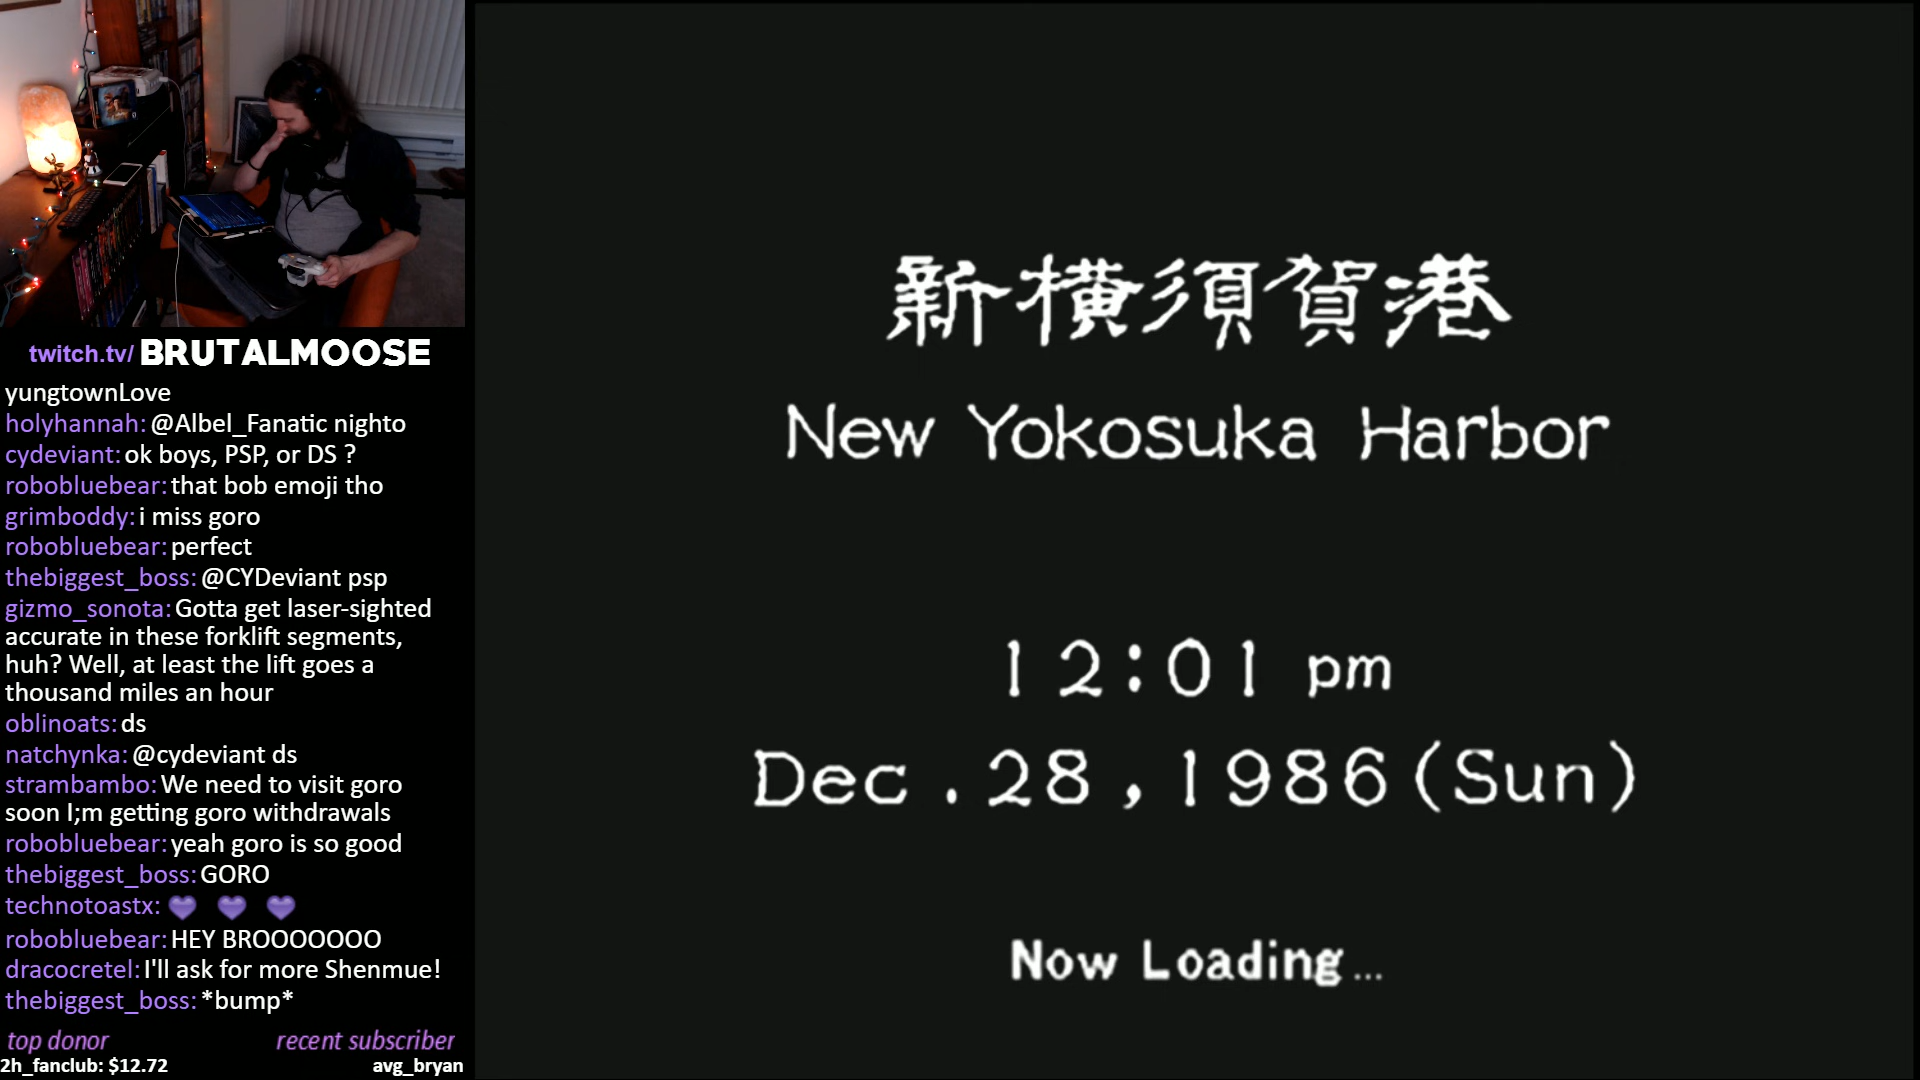 twitch.tv/ BRUTALMOOSE
yungtownLove
holyhannah: @Albel_Fanatic nighto
cydeviant: ok boys, PSP, or DS ?
robobluebear: that bob emoji tho
grimboddy: i miss goro
robobluebear: perfect
thebiggest_boss: @CYDeviant psp
gizmo_sonota: Gotta get laser-sighted
accurate in these forklift segments,
huh? Well, at least the lift goes a
thousand miles an hour
oblinoats: ds
natchynka: @cydeviant ds
strambambo: We need to visit goro
soon I;m getting goro withdrawals
robobluebear: yeah goro is so good
thebiggest_boss: GORO
technotoastx: 💜 💜 💜
robobluebear: HEY BROOOOOOO
dracocretel: I'll ask for more Shenmue!
thebiggest_boss: *bump*
top donor
2h_fanclub: $12.72
recent subscriber
avg_bryan
新横須賀港
New Yokosuka Harbor
12:01 pm
Dec.28,1986(Sun)
Now Loading...